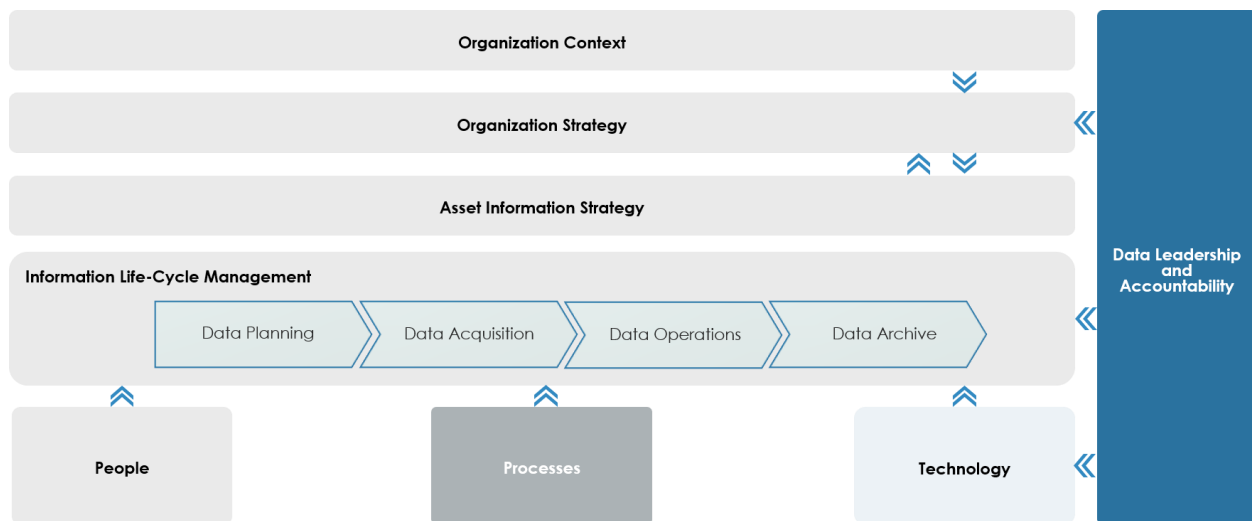 Organization Context
Organization Strategy
Asset Information Strategy
Information Life-Cycle Management
Data Planning
Data Acquisition
Data Operations
Data Archive
People
Processes
Technology
Data Leadership
and
Accountability